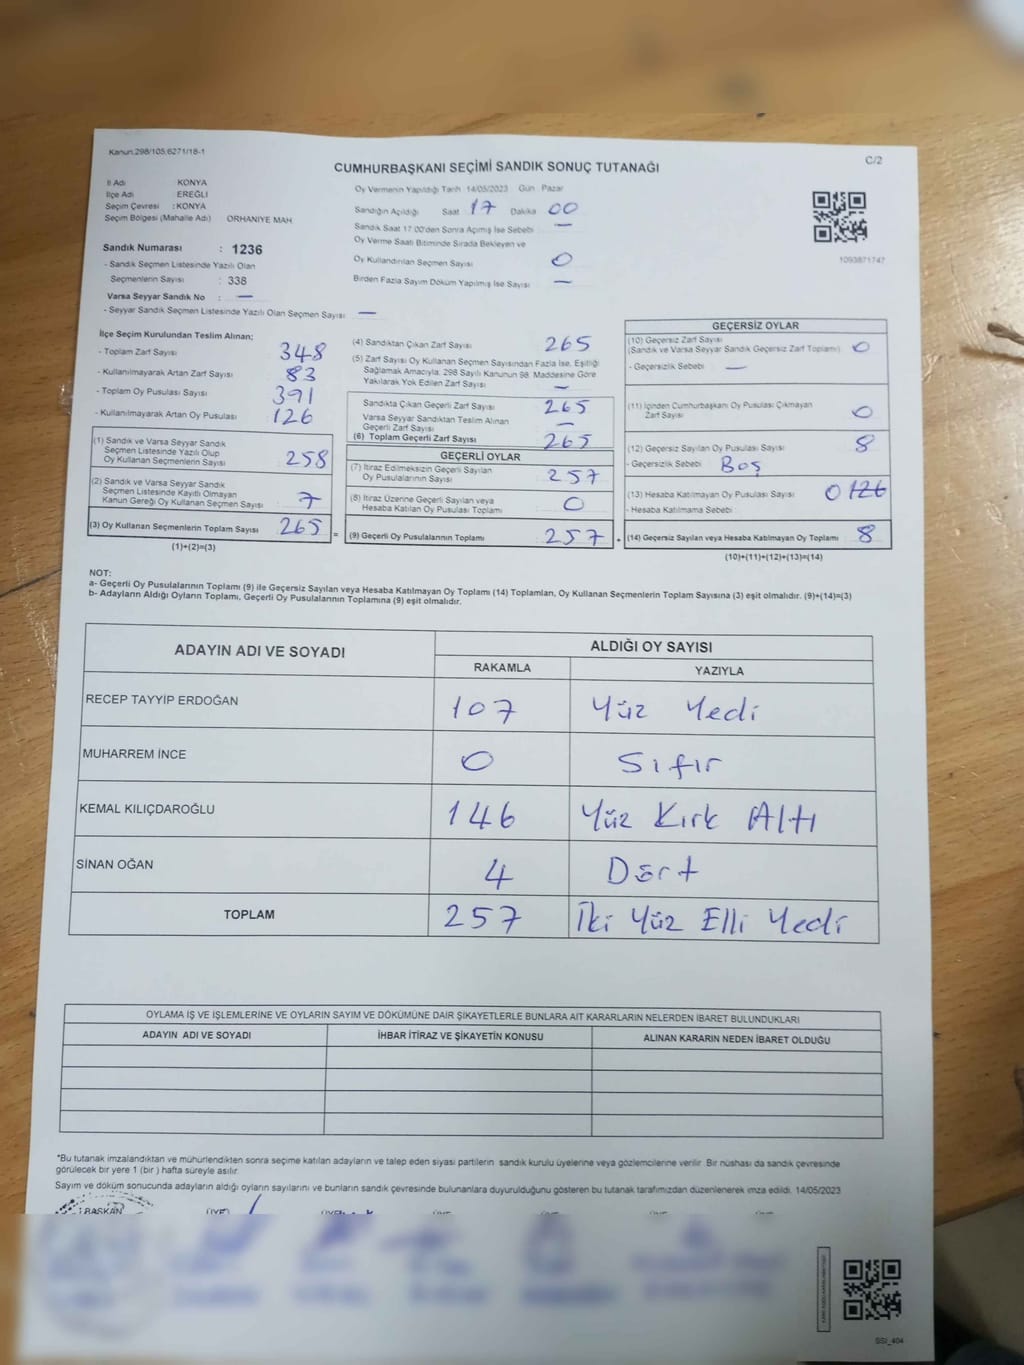 Kanun.298/105;6271/18-1
C/2
CUMHURBAŞKANI SEÇİMİ SANDIK SONUÇ TUTANAĞI
İl Adı KONYA
İlçe Adı : EREĞLİ
Seçim Çevresi : KONYA
Seçim Bölgesi (Mahalle Adı) ORHANİYE MAH
Sandık Numarası : 1236
- Sandık Seçmen Listesinde Yazılı Olan
Seçmenlerin Sayısı : 338
Varsa Seyyar Sandık No : —
- Seyyar Sandık Seçmen Listesinde Yazılı Olan Seçmen Sayısı : —
Oy Vermenin Yapıldığı Tarih 14/05/2023 Gün Pazar
Sandığın Açıldığı Saat 17 Dakika 00
Sandık Saat 17:00'den Sonra Açılmış İse Sebebi —
Oy Verme Saati Bitiminde Sırada Bekleyen ve
Oy Kullandırılan Seçmen Sayısı 0
Birden Fazla Sayım Döküm Yapılmış İse Sayısı —
1093871747
İlçe Seçim Kurulundan Teslim Alınan;
- Toplam Zarf Sayısı 348
- Kullanılmayarak Artan Zarf Sayısı 83
- Toplam Oy Pusulası Sayısı 391
- Kullanılmayarak Artan Oy Pusulası 126
(1) Sandık ve Varsa Seyyar Sandık
Seçmen Listesinde Yazılı Olup
Oy Kullanan Seçmenlerin Sayısı 258
(2) Sandık ve Varsa Seyyar Sandık
Seçmen Listesinde Kayıtlı Olmayan
Kanun Gereği Oy Kullanan Seçmen Sayısı 7
(3) Oy Kullanan Seçmenlerin Toplam Sayısı 265 =
(1)+(2)=(3)
(4) Sandıktan Çıkan Zarf Sayısı 265
(5) Zarf Sayısı Oy Kullanan Seçmen Sayısından Fazla İse, Eşitliği
Sağlamak Amacıyla, 298 Sayılı Kanunun 98. Maddesine Göre
Yakılarak Yok Edilen Zarf Sayısı —
Sandıkta Çıkan Geçerli Zarf Sayısı 265
Varsa Seyyar Sandıktan Teslim Alınan
Geçerli Zarf Sayısı —
(6) Toplam Geçerli Zarf Sayısı 265
GEÇERLİ OYLAR
(7) İtiraz Edilmeksizin Geçerli Sayılan
Oy Pusulalarının Sayısı 257
(8) İtiraz Üzerine Geçerli Sayılan veya
Hesaba Katılan Oy Pusulası Toplamı 0
(9) Geçerli Oy Pusulalarının Toplamı 257 +
GEÇERSİZ OYLAR
(10) Geçersiz Zarf Sayısı
(Sandık ve Varsa Seyyar Sandık Geçersiz Zarf Toplamı) 0
- Geçersizlik Sebebi : —
(11) İçinden Cumhurbaşkanı Oy Pusulası Çıkmayan
Zarf Sayısı 0
(12) Geçersiz Sayılan Oy Pusulası Sayısı 8
- Geçersizlik Sebebi Boş
(13) Hesaba Katılmayan Oy Pusulası Sayısı 0 126
- Hesaba Katılmama Sebebi
(14) Geçersiz Sayılan veya Hesaba Katılmayan Oy Toplamı 8
(10)+(11)+(12)+(13)=(14)
NOT:
a- Geçerli Oy Pusulalarının Toplamı (9) ile Geçersiz Sayılan veya Hesaba Katılmayan Oy Toplamı (14) Toplamları, Oy Kullanan Seçmenlerin Toplam Sayısına (3) eşit olmalıdır. (9)+(14)=(3)
b- Adayların Aldığı Oyların Toplamı, Geçerli Oy Pusulalarının Toplamına (9) eşit olmalıdır.
ADAYIN ADI VE SOYADI
ALDIĞI OY SAYISI
RAKAMLA YAZIYLA
RECEP TAYYİP ERDOĞAN 107 Yüz Yedi
MUHARREM İNCE 0 Sıfır
KEMAL KILIÇDAROĞLU 146 Yüz Kırk Altı
SİNAN OĞAN 4 Dört
TOPLAM 257 İki Yüz Elli Yedi
OYLAMA İŞ VE İŞLEMLERİNE VE OYLARIN SAYIM VE DÖKÜMÜNE DAİR ŞİKAYETLERLE BUNLARA AİT KARARLARIN NELERDEN İBARET BULUNDUKLARI
ADAYIN ADI VE SOYADI İHBAR İTİRAZ VE ŞİKAYETİN KONUSU ALINAN KARARIN NEDEN İBARET OLDUĞU
*Bu tutanak imzalandıktan ve mühürlendikten sonra seçime katılan adayların ve talep eden siyasi partilerin sandık kurulu üyelerine veya gözlemcilerine verilir. Bir nüshası da sandık çevresinde
görülecek bir yere 1 (bir ) hafta süreyle asılır.
Sayım ve döküm sonucunda adayların aldığı oyların sayılarını ve bunların sandık çevresinde bulunanlara duyurulduğunu gösteren bu tutanak tarafımızdan düzenlenerek imza edildi. 14/05/2023
BAŞKAN ÜYE ÜYE ÜYE ÜYE ÜYE ÜYE
SSİ_404